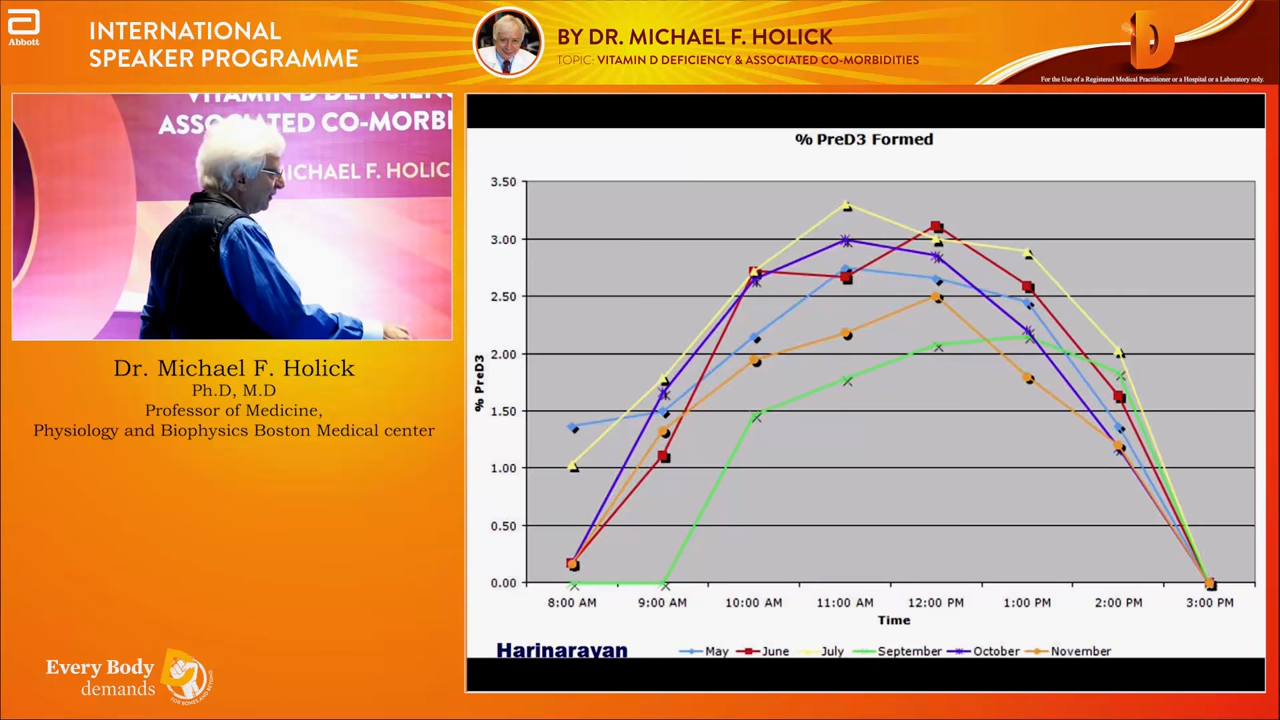 Abbott
INTERNATIONAL
SPEAKER PROGRAMME
BY DR. MICHAEL F. HOLICK
TOPIC: VITAMIN D DEFICIENCY & ASSOCIATED CO-MORBIDITIES
D
For the Use of a Registered Medical Practitioner or a Hospital or a Laboratory only.
VITAMIN D DEFICIEN
ASSOCIATED CO-MORBI
MICHAEL F. HOLIC
Dr. Michael F. Holick
Ph.D, M.D
Professor of Medicine,
Physiology and Biophysics Boston Medical center
Every Body
demands
FOR BONES AND BEYOND
% PreD3 Formed
% PreD3
3.50
3.00
2.50
2.00
1.50
1.00
0.50
0.00
8:00 AM 9:00 AM 10:00 AM 11:00 AM 12:00 PM 1:00 PM 2:00 PM 3:00 PM
Time
Harinarayan
May June July September October November